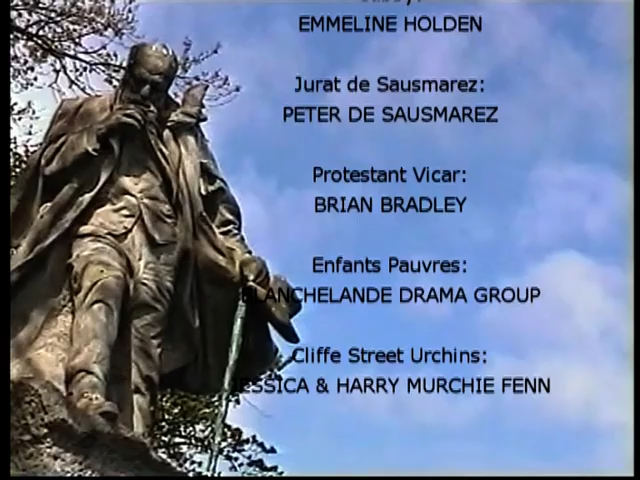 EMMELINE HOLDEN
Jurat de Sausmarez:
PETER DE SAUSMAREZ
Protestant Vicar:
BRIAN BRADLEY
Enfants Pauvres:
BLANCHELANDE DRAMA GROUP
Cliffe Street Urchins:
JESSICA & HARRY MURCHIE FENN